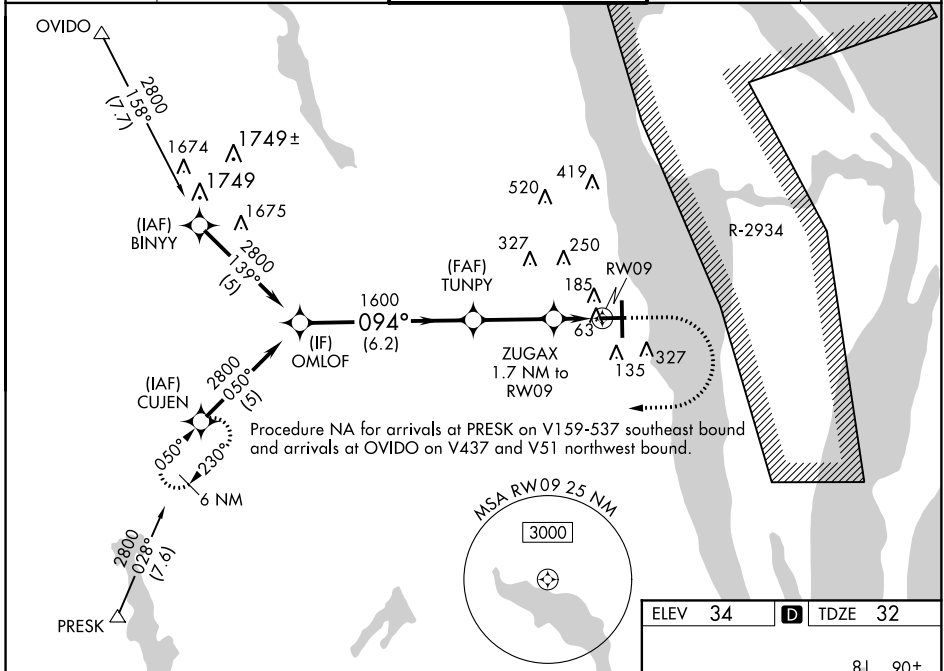 OVIDO
2800
158°
(7.7)
1674
1749±
1749
1675
(IAF)
BINYY
2800
139°
(5)
520
419
327
250
185
RW09
R-2934
(FAF)
TUNPY
1600
094°
(6.2)
(IF)
OMLOF
63
ZUGAX
1.7 NM to
RW09
135
327
(IAF)
CUJEN
2800
050°
(5)
050°
230°
6 NM
Procedure NA for arrivals at PRESK on V159-537 southeast bound
and arrivals at OVIDO on V437 and V51 northwest bound.
2800
028°
(7.6)
PRESK
MSA RW09 25 NM
3000
ELEV 34 D TDZE 32